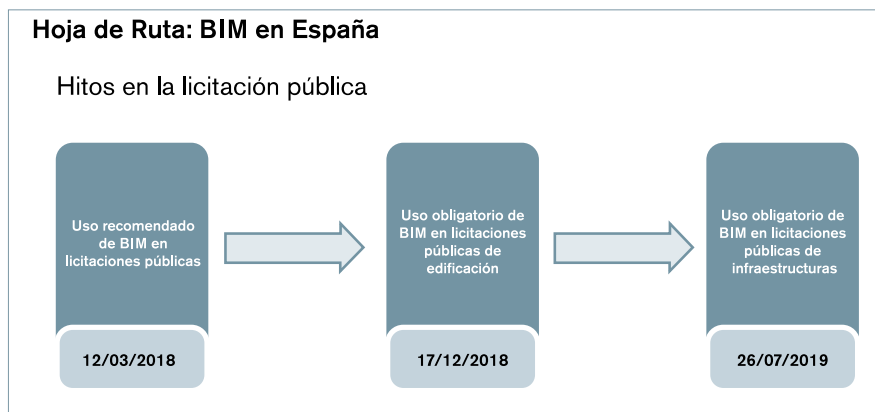 Hoja de Ruta: BIM en España
Hitos en la licitación pública
Uso recomendado
de BIM en
licitaciones públicas
12/03/2018
Uso obligatorio de
BIM en licitaciones
públicas de
edificación
17/12/2018
Uso obligatorio de
BIM en licitaciones
públicas de
infraestructuras
26/07/2019